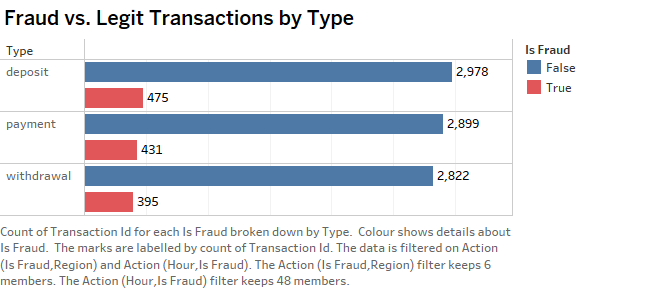 Fraud vs. Legit Transactions by Type
Type
Is Fraud
False
True
deposit
2,978
475
payment
2,899
431
withdrawal
2,822
395
Count of Transaction Id for each Is Fraud broken down by Type.  Colour shows details about
Is Fraud.  The marks are labelled by count of Transaction Id. The data is filtered on Action
(Is Fraud,Region) and Action (Hour,Is Fraud). The Action (Is Fraud,Region) filter keeps 6
members. The Action (Hour,Is Fraud) filter keeps 48 members.